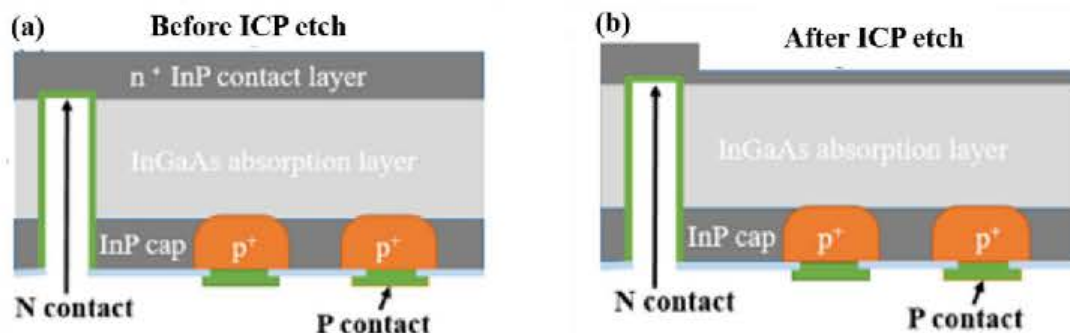 (a)
Before ICP etch
n + InP contact layer
InGaAs absorption layer
InP cap
p+
p+
N contact
P contact
(b)
After ICP etch
InGaAs absorption layer
InP cap
p+
p+
N contact
P contact